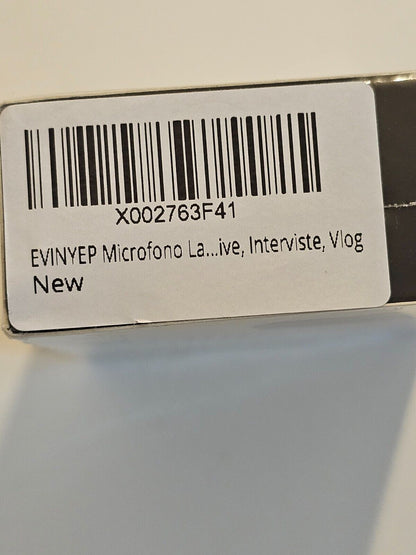 X002763F41
EVINYEP Microfono La...ive, Interviste, Vlog
New